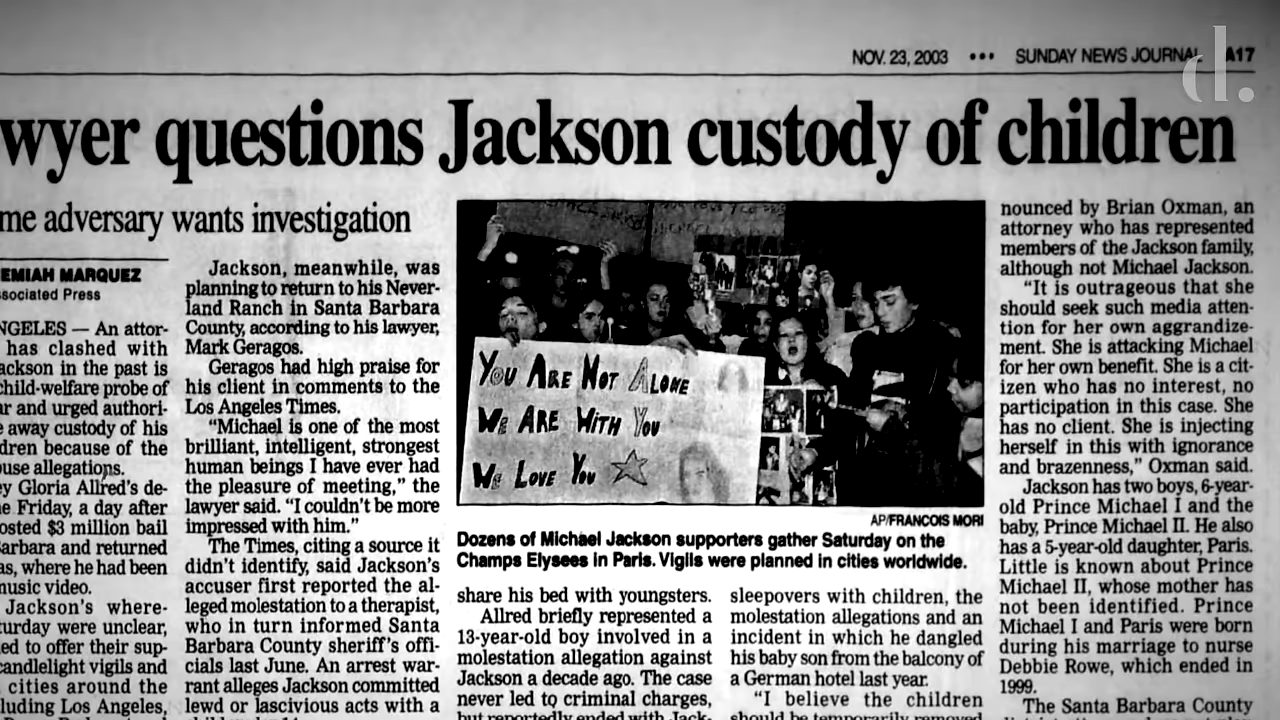 NOV. 23, 2003 ••• SUNDAY NEWS JOURNAL A17
d.
wyer questions Jackson custody of children
me adversary wants investigation
EMIAH MARQUEZ
sociated Press
NGELES — An attor-
has clashed with
ackson in the past is
child-welfare probe of
ar and urged authori-
e away custody of his
dren because of the
use allegations.
ey Gloria Allred's de-
e Friday, a day after
osted $3 million bail
arbara and returned
as, where he had been
music video.
Jackson's where-
turday were unclear,
ed to offer their sup-
candlelight vigils and
cities around the
luding Los Angeles,
Jackson, meanwhile, was
planning to return to his Never-
land Ranch in Santa Barbara
County, according to his lawyer,
Mark Geragos.
Geragos had high praise for
his client in comments to the
Los Angeles Times.
"Michael is one of the most
brilliant, intelligent, strongest
human beings I have ever had
the pleasure of meeting," the
lawyer said. "I couldn't be more
impressed with him."
The Times, citing a source it
didn't identify, said Jackson's
accuser first reported the al-
leged molestation to a therapist,
who in turn informed Santa
Barbara County sheriff's offi-
cials last June. An arrest war-
rant alleges Jackson committed
lewd or lascivious acts with a
YOU ARE NOT ALONE
WE ARE WITH YOU
WE LOVE YOU
AP/FRANCOIS MORI
Dozens of Michael Jackson supporters gather Saturday on the
Champs Elysees in Paris. Vigils were planned in cities worldwide.
share his bed with youngsters.
Allred briefly represented a
13-year-old boy involved in a
molestation allegation against
Jackson a decade ago. The case
never led to criminal charges,
but reportedly ended with Jack-
sleepovers with children, the
molestation allegations and an
incident in which he dangled
his baby son from the balcony of
a German hotel last year.
"I believe the children
should be temporarily removed
nounced by Brian Oxman, an
attorney who has represented
members of the Jackson family,
although not Michael Jackson.
"It is outrageous that she
should seek such media atten-
tion for her own aggrandize-
ment. She is attacking Michael
for her own benefit. She is a cit-
izen who has no interest, no
participation in this case. She
has no client. She is injecting
herself in this with ignorance
and brazenness," Oxman said.
Jackson has two boys, 6-year-
old Prince Michael I and the
baby, Prince Michael II. He also
has a 5-year-old daughter, Paris.
Little is known about Prince
Michael II, whose mother has
not been identified. Prince
Michael I and Paris were born
during his marriage to nurse
Debbie Rowe, which ended in
1999.
The Santa Barbara County